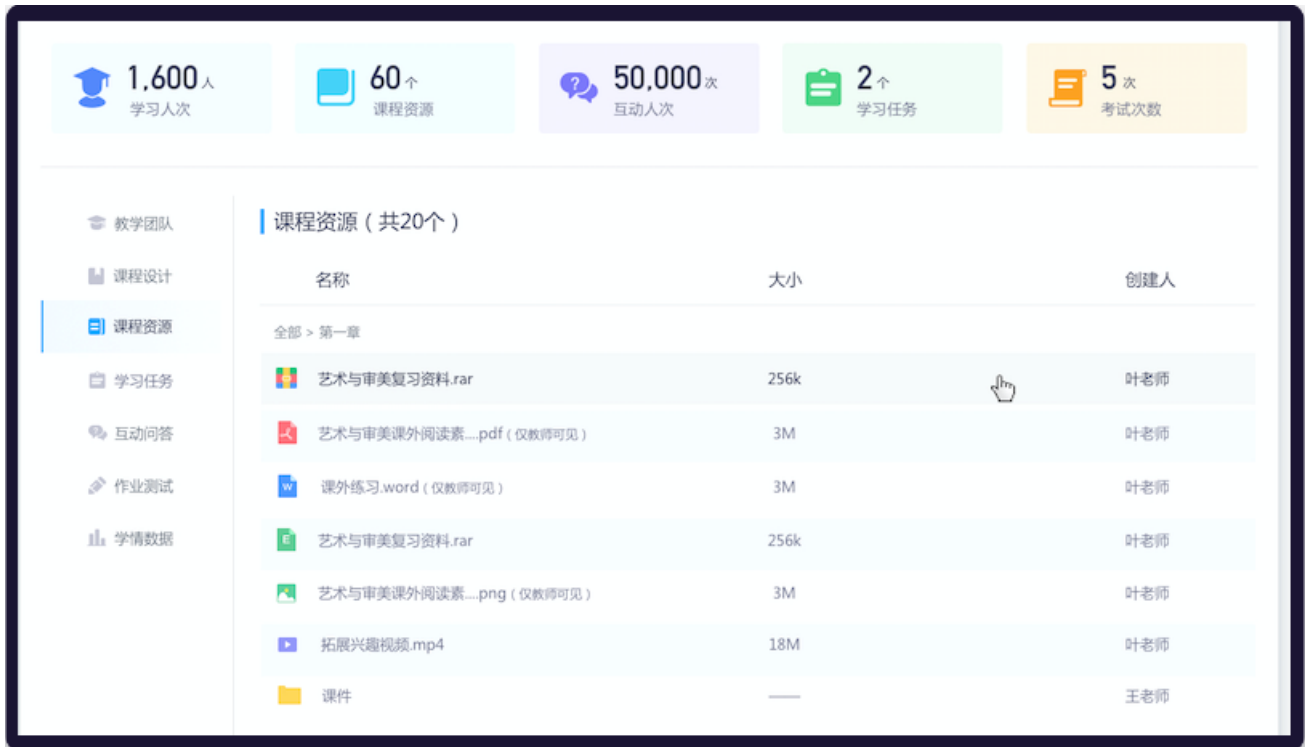 1,600人
学习人次
60个
课程资源
50,000次
互动人次
2个
学习任务
5次
考试次数
教学团队
课程设计
课程资源
学习任务
互动问答
作业测试
学情数据
课程资源（共20个）
名称 大小 创建人
全部 > 第一章
艺术与审美复习资料.rar 256k 叶老师
艺术与审美课外阅读素....pdf（仅教师可见） 3M 叶老师
W 课外练习.word（仅教师可见） 3M 叶老师
E 艺术与审美复习资料.rar 256k 叶老师
艺术与审美课外阅读素....png（仅教师可见） 3M 叶老师
拓展兴趣视频.mp4 18M 叶老师
课件 —— 王老师